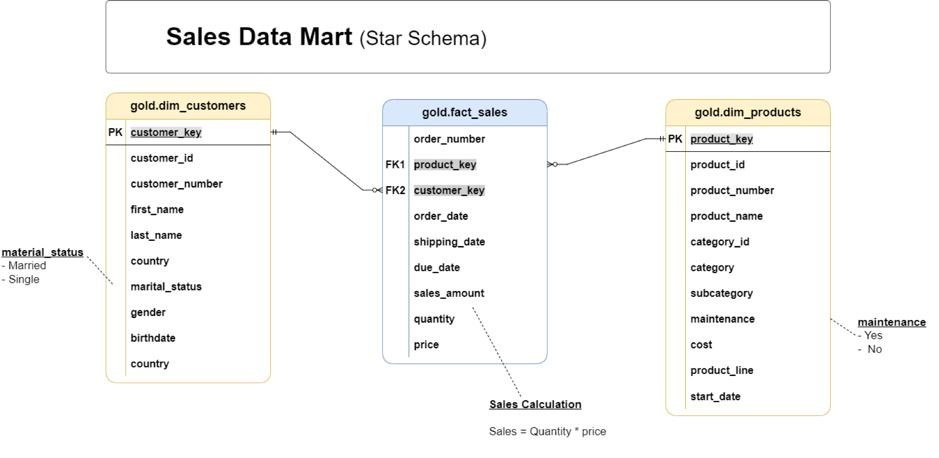 Sales Data Mart (Star Schema)
gold.dim_customers
PK customer_key
customer_id
customer_number
first_name
last_name
country
marital_status
gender
birthdate
country
material_status
- Married
- Single
gold.fact_sales
order_number
FK1 product_key
FK2 customer_key
order_date
shipping_date
due_date
sales_amount
quantity
price
Sales Calculation
Sales = Quantity * price
gold.dim_products
PK product_key
product_id
product_number
product_name
category_id
category
subcategory
maintenance
cost
product_line
start_date
maintenance
- Yes
- No